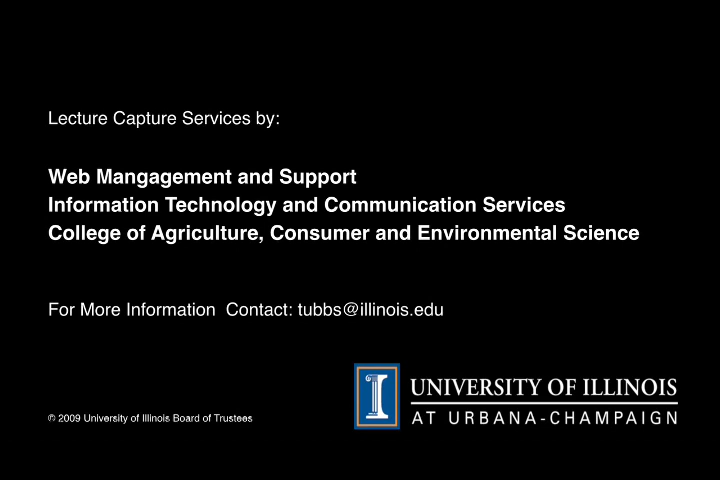 Lecture Capture Services by:
Web Mangagement and Support
Information Technology and Communication Services
College of Agriculture, Consumer and Environmental Science
For More Information  Contact: tubbs@illinois.edu
I
UNIVERSITY OF ILLINOIS
AT URBANA-CHAMPAIGN
© 2009 University of Illinois Board of Trustees